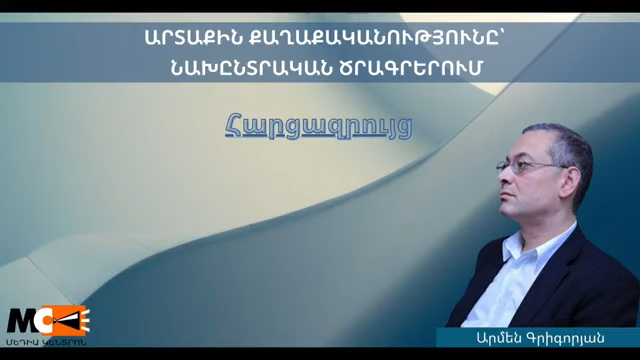 ԱՐՏԱՔԻՆ ՔԱՂԱՔԱԿԱՆՈՒԹՅՈՒՆԸ՝
ՆԱԽԸՆՏՐԱԿԱՆ ԾՐԱԳՐԵՐՈՒՄ
Հարցազրույց
MC
ՄԵԴԻԱ ԿԵՆՏՐՈՆ
Արմեն Գրիգորյան